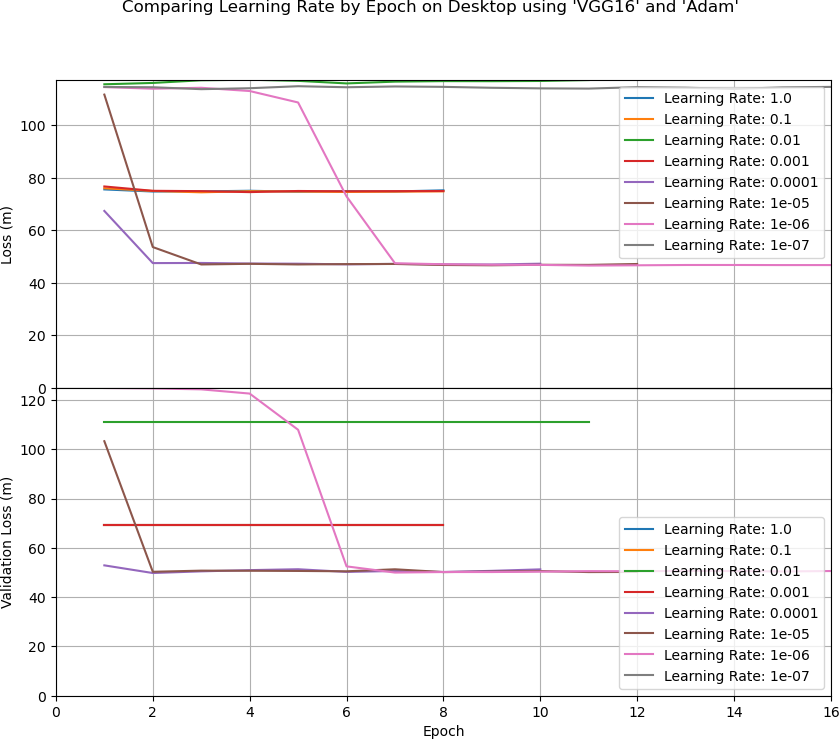 Comparing Learning Rate by Epoch on Desktop using 'VGG16' and 'Adam'
Loss (m)
100
80
60
40
20
0
Learning Rate: 1.0
Learning Rate: 0.1
Learning Rate: 0.01
Learning Rate: 0.001
Learning Rate: 0.0001
Learning Rate: 1e-05
Learning Rate: 1e-06
Learning Rate: 1e-07
Validation Loss (m)
120
100
80
60
40
20
0
Learning Rate: 1.0
Learning Rate: 0.1
Learning Rate: 0.01
Learning Rate: 0.001
Learning Rate: 0.0001
Learning Rate: 1e-05
Learning Rate: 1e-06
Learning Rate: 1e-07
0 2 4 6 8 10 12 14 16
Epoch